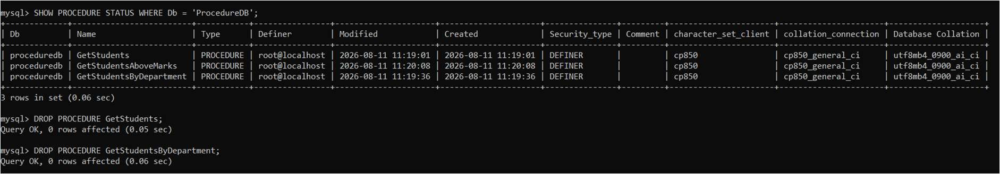 mysql> SHOW PROCEDURE STATUS WHERE Db = 'ProcedureDB';
+-------------+-------------------------+-----------+----------------+---------------------+---------------------+---------------+---------+----------------------+----------------------+--------------------+
| Db          | Name                    | Type      | Definer        | Modified            | Created             | Security_type | Comment | character_set_client | collation_connection | Database Collation |
+-------------+-------------------------+-----------+----------------+---------------------+---------------------+---------------+---------+----------------------+----------------------+--------------------+
| proceduredb | GetStudents             | PROCEDURE | root@localhost | 2026-08-11 11:19:01 | 2026-08-11 11:19:01 | DEFINER       |         | cp850                | cp850_general_ci     | utf8mb4_0900_ai_ci |
| proceduredb | GetStudentsAboveMarks   | PROCEDURE | root@localhost | 2026-08-11 11:20:08 | 2026-08-11 11:20:08 | DEFINER       |         | cp850                | cp850_general_ci     | utf8mb4_0900_ai_ci |
| proceduredb | GetStudentsByDepartment | PROCEDURE | root@localhost | 2026-08-11 11:19:36 | 2026-08-11 11:19:36 | DEFINER       |         | cp850                | cp850_general_ci     | utf8mb4_0900_ai_ci |
+-------------+-------------------------+-----------+----------------+---------------------+---------------------+---------------+---------+----------------------+----------------------+--------------------+
3 rows in set (0.06 sec)

mysql> DROP PROCEDURE GetStudents;
Query OK, 0 rows affected (0.05 sec)

mysql> DROP PROCEDURE GetStudentsByDepartment;
Query OK, 0 rows affected (0.06 sec)